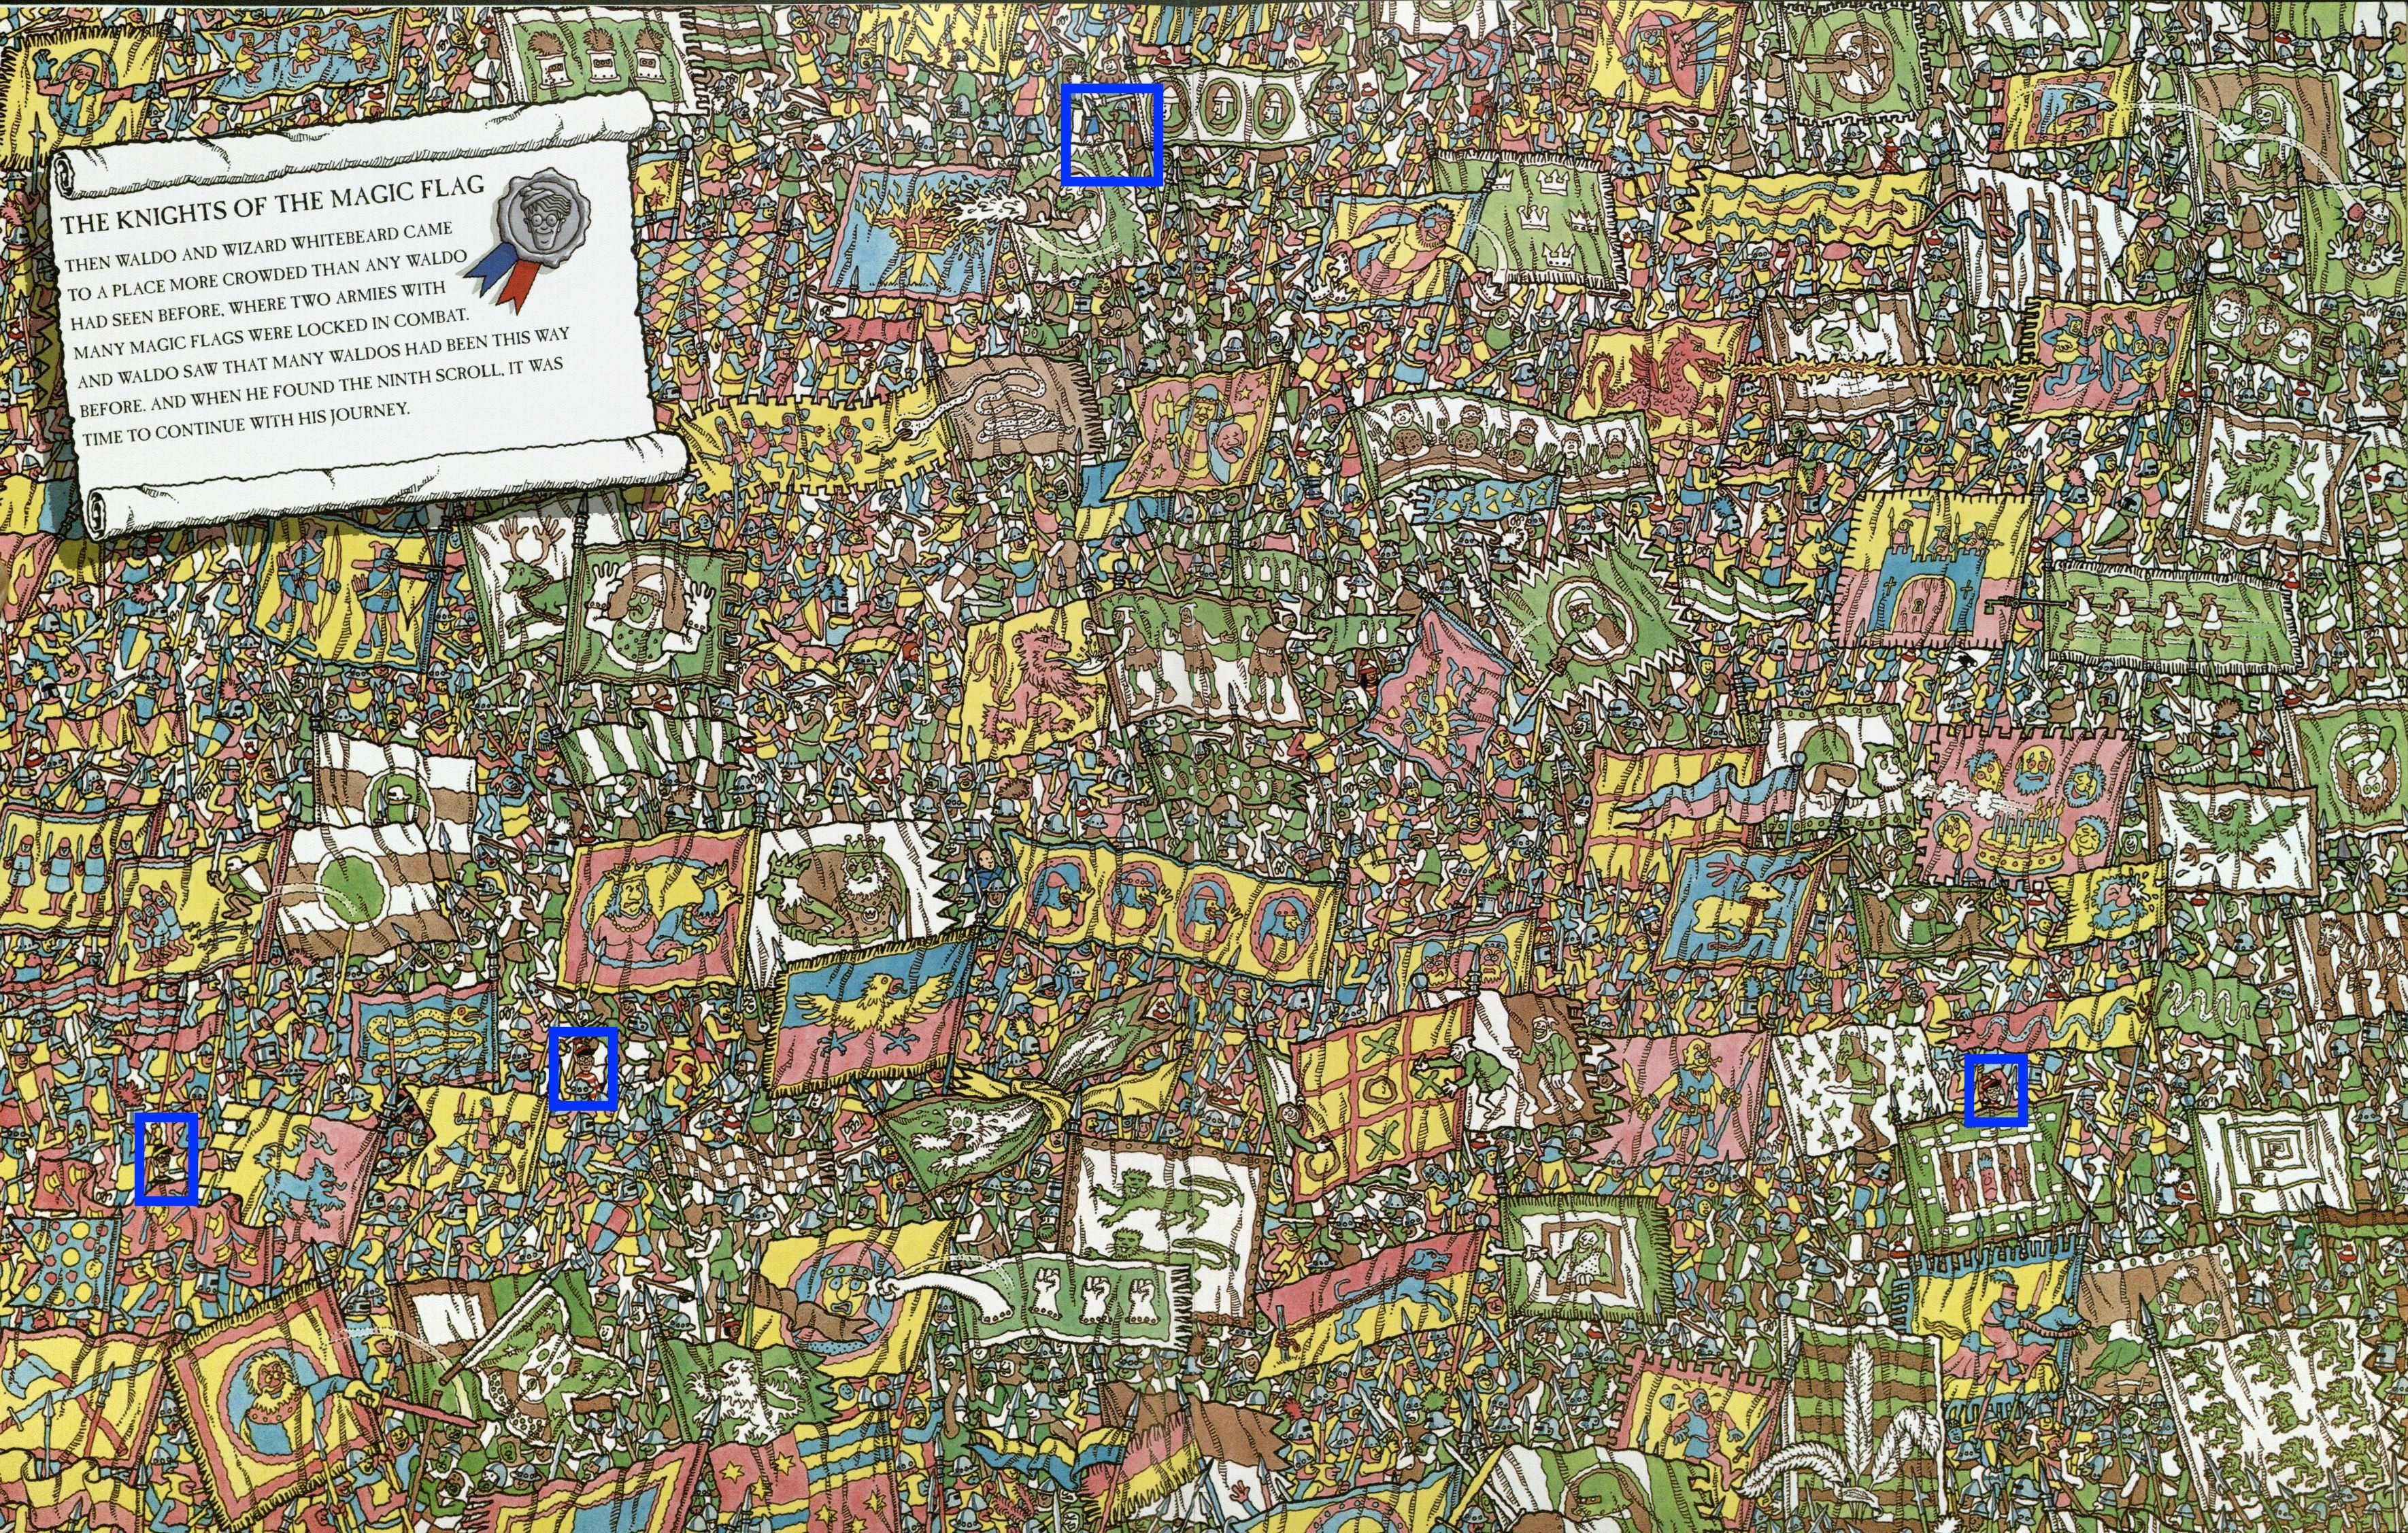 THE KNIGHTS OF THE MAGIC FLAG
THEN WALDO AND WIZARD WHITEBEARD CAME
TO A PLACE MORE CROWDED THAN ANY WALDO
HAD SEEN BEFORE, WHERE TWO ARMIES WITH
MANY MAGIC FLAGS WERE LOCKED IN COMBAT.
AND WALDO SAW THAT MANY WALDOS HAD BEEN THIS WAY
BEFORE. AND WHEN HE FOUND THE NINTH SCROLL, IT WAS
TIME TO CONTINUE WITH HIS JOURNEY.